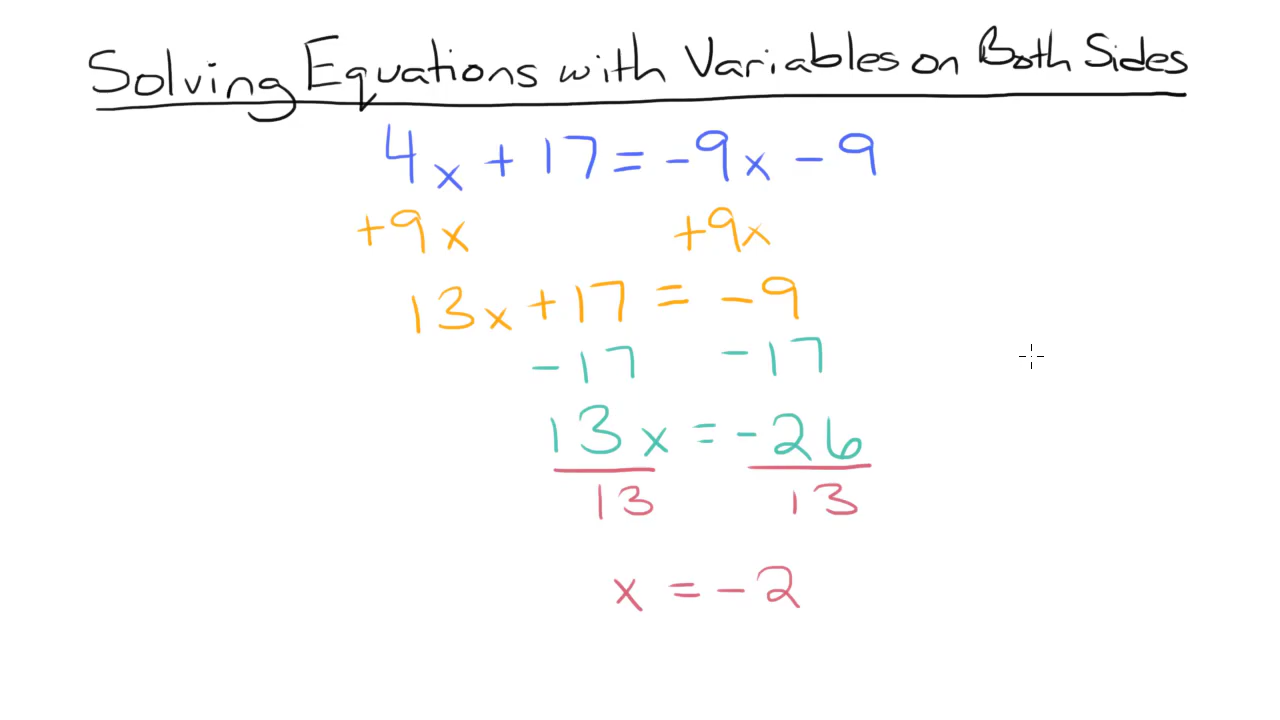 Solving Equations with Variables on Both Sides
4x + 17 = -9x - 9
+9x +9x
13x + 17 = -9
-17 -17
13x = -26
13 13
x = -2